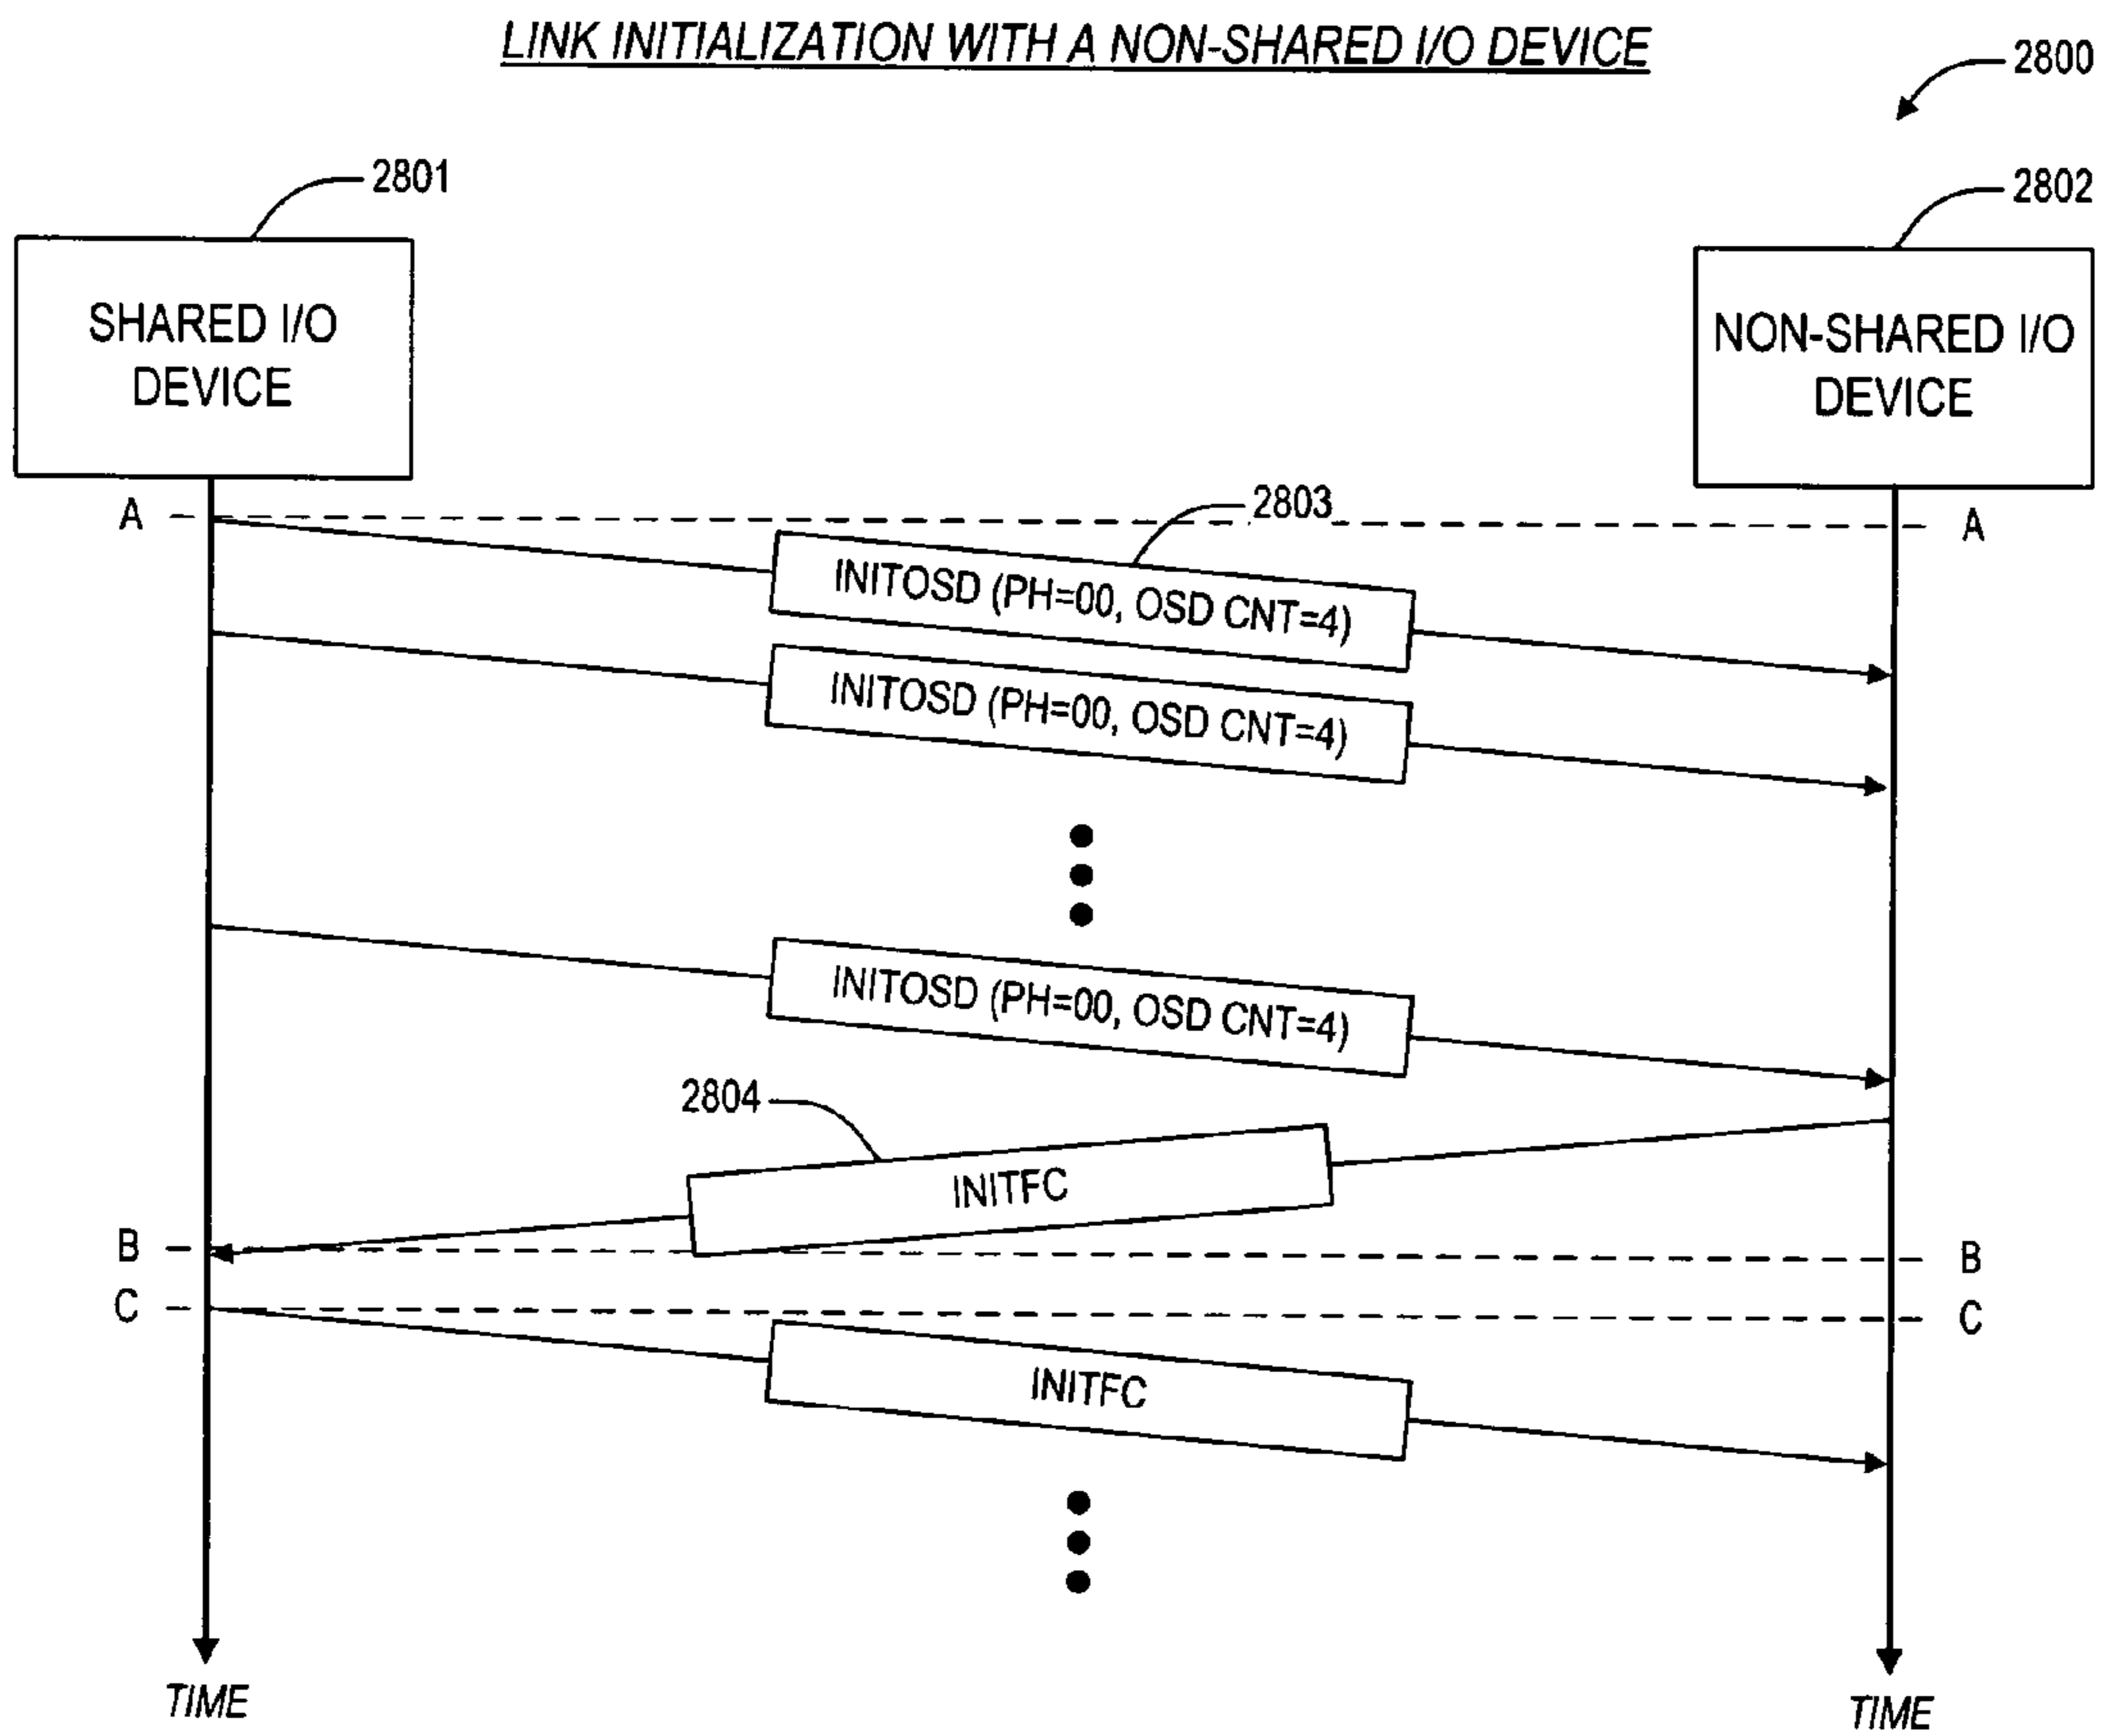 LINK INITIALIZATION WITH A NON-SHARED I/O DEVICE
2800
2801
2802
SHARED I/O
DEVICE
NON-SHARED I/O
DEVICE
A
2803
A
INITOSD (PH=00, OSD CNT=4)
INITOSD (PH=00, OSD CNT=4)
INITOSD (PH=00, OSD CNT=4)
2804
INITFC
B
B
C
C
INITFC
TIME
TIME